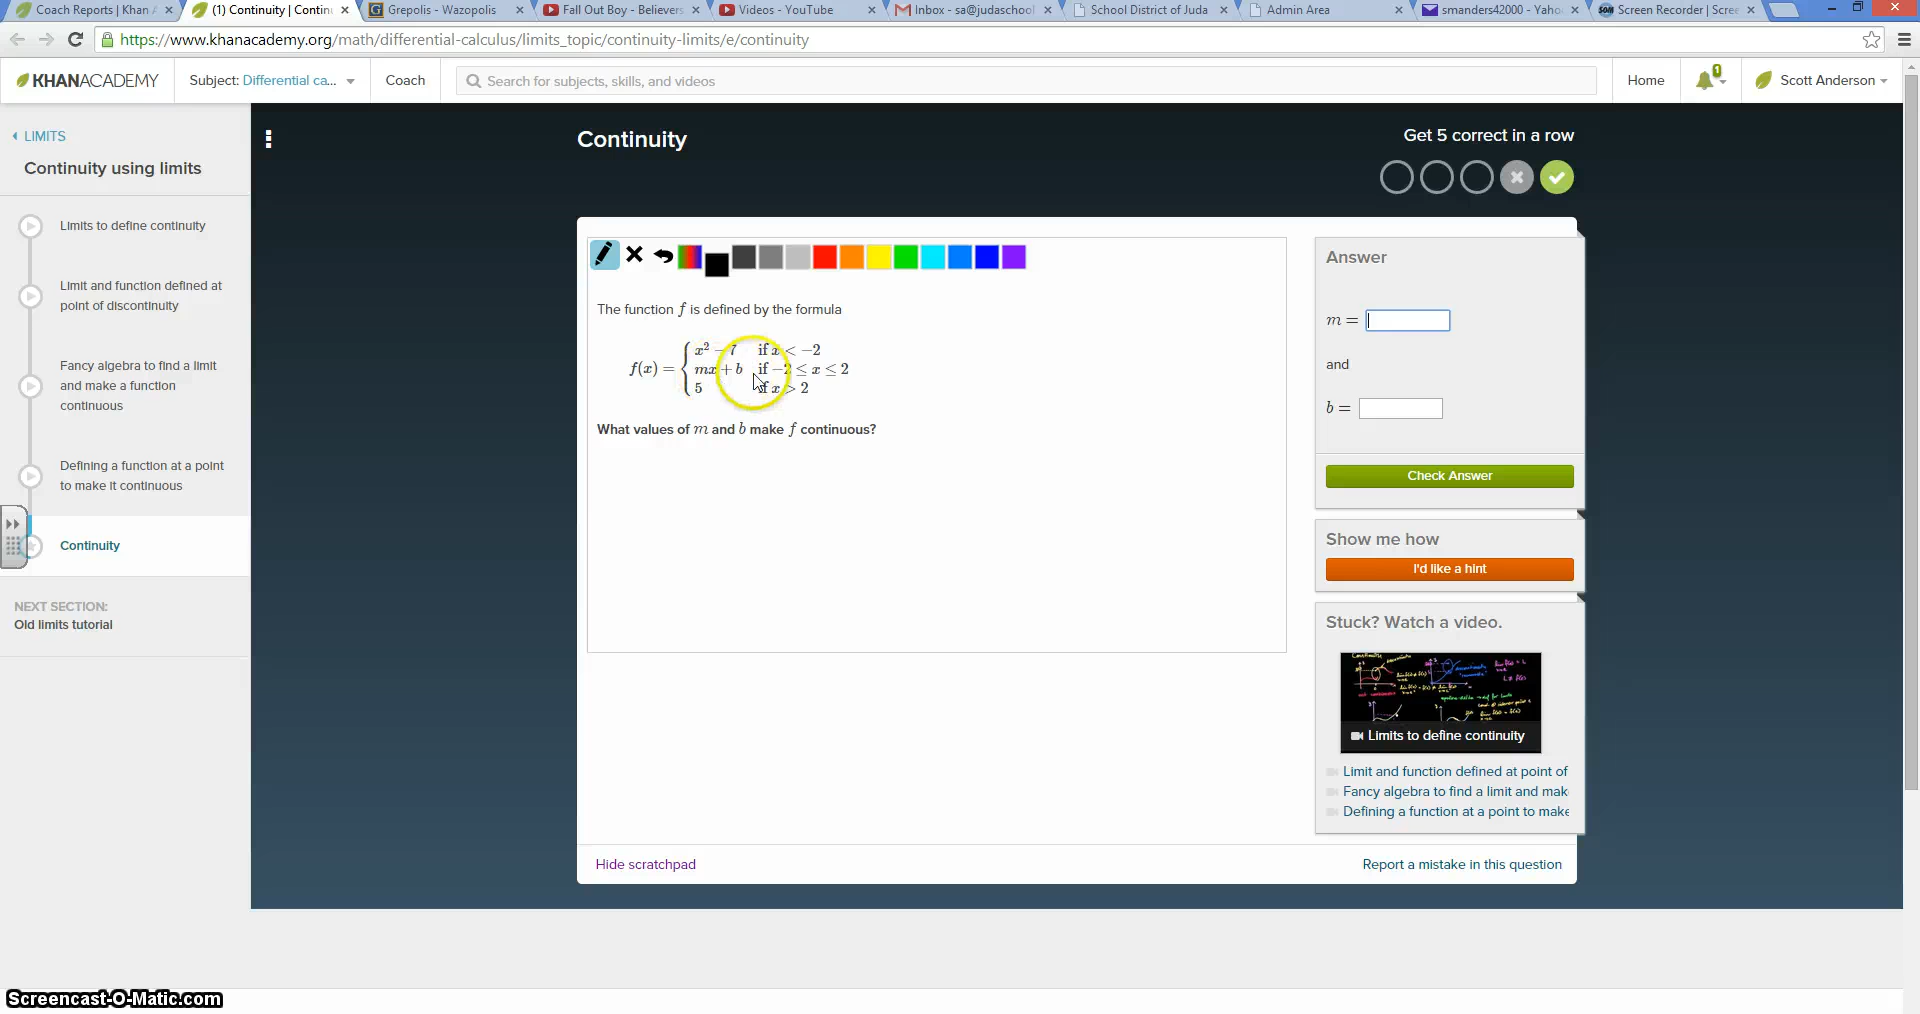 Coach Reports | Khan A
(1) Continuity | Continu
Grepolis - Wazopolis
Fall Out Boy - Believers
Videos - YouTube
Inbox - sa@judaschool
School District of Juda
Admin Area
smanders42000 - Yaho
Screen Recorder | Scree
https://www.khanacademy.org/math/differential-calculus/limits_topic/continuity-limits/e/continuity
KHANACADEMY
Subject: Differential ca...
Coach
Search for subjects, skills, and videos
Home
1
Scott Anderson
LIMITS
Continuity using limits
Limits to define continuity
Limit and function defined at
point of discontinuity
Fancy algebra to find a limit
and make a function
continuous
Defining a function at a point
to make it continuous
Continuity
NEXT SECTION:
Old limits tutorial
Continuity
Get 5 correct in a row
The function f is defined by the formula
x² − 7 if x < −2
f(x) = { mx + b if −2 ≤ x ≤ 2
5 if x > 2
What values of m and b make f continuous?
Hide scratchpad
Answer
m =
and
b =
Check Answer
Show me how
I'd like a hint
Stuck? Watch a video.
Limits to define continuity
Limit and function defined at point of
Fancy algebra to find a limit and mak
Defining a function at a point to make
Report a mistake in this question
Screencast-O-Matic.com